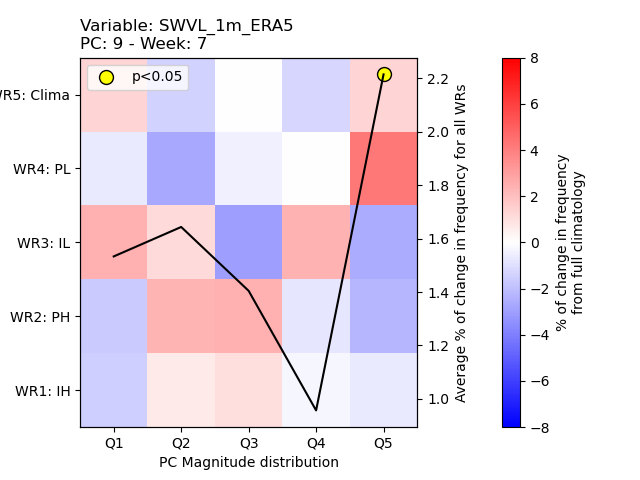 Variable: SWVL_1m_ERA5
PC: 9 - Week: 7
p<0.05
WR5: Clima
WR4: PL
WR3: IL
WR2: PH
WR1: IH
Q1 Q2 Q3 Q4 Q5
PC Magnitude distribution
2.2
2.0
1.8
1.6
1.4
1.2
1.0
Average % of change in frequency for all WRs
8
6
4
2
0
−2
−4
−6
−8
% of change in frequency
from full climatology